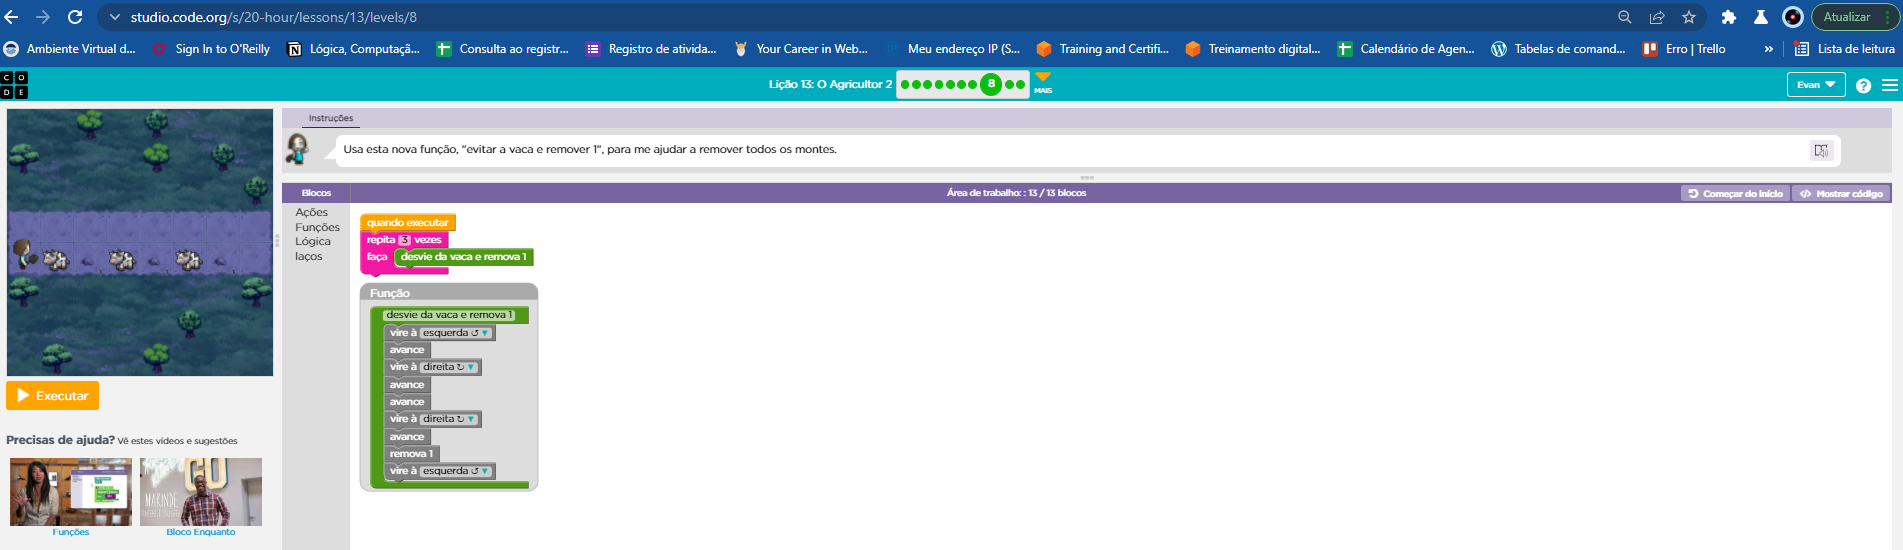 studio.code.org/s/20-hour/lessons/13/levels/8
Atualizar
Ambiente Virtual d...
Sign In to O'Reilly
Lógica, Computaçã...
Consulta ao registr...
Registro de ativida...
Your Career in Web...
Meu endereço IP (S...
Training and Certifi...
Treinamento digital...
Calendário de Agen...
Tabelas de comand...
Erro | Trello
»
Lista de leitura
C O
D E
Lição 13: O Agricultor 2
8
MAIS
Evan
?
Instruções
Usa esta nova função, "evitar a vaca e remover 1", para me ajudar a remover todos os montes.
Blocos
Área de trabalho: : 13 / 13 blocos
Começar do início
</> Mostrar código
Ações
Funções
Lógica
laços
quando executar
repita 3 vezes
faça desvie da vaca e remova 1
Função
desvie da vaca e remova 1
vire à esquerda ↺
avance
vire à direita ↻
avance
avance
vire à direita ↻
avance
remova 1
vire à esquerda ↺
Executar
Precisas de ajuda? Vê estes vídeos e sugestões
GO
MAKINDE
Funções
Bloco Enquanto